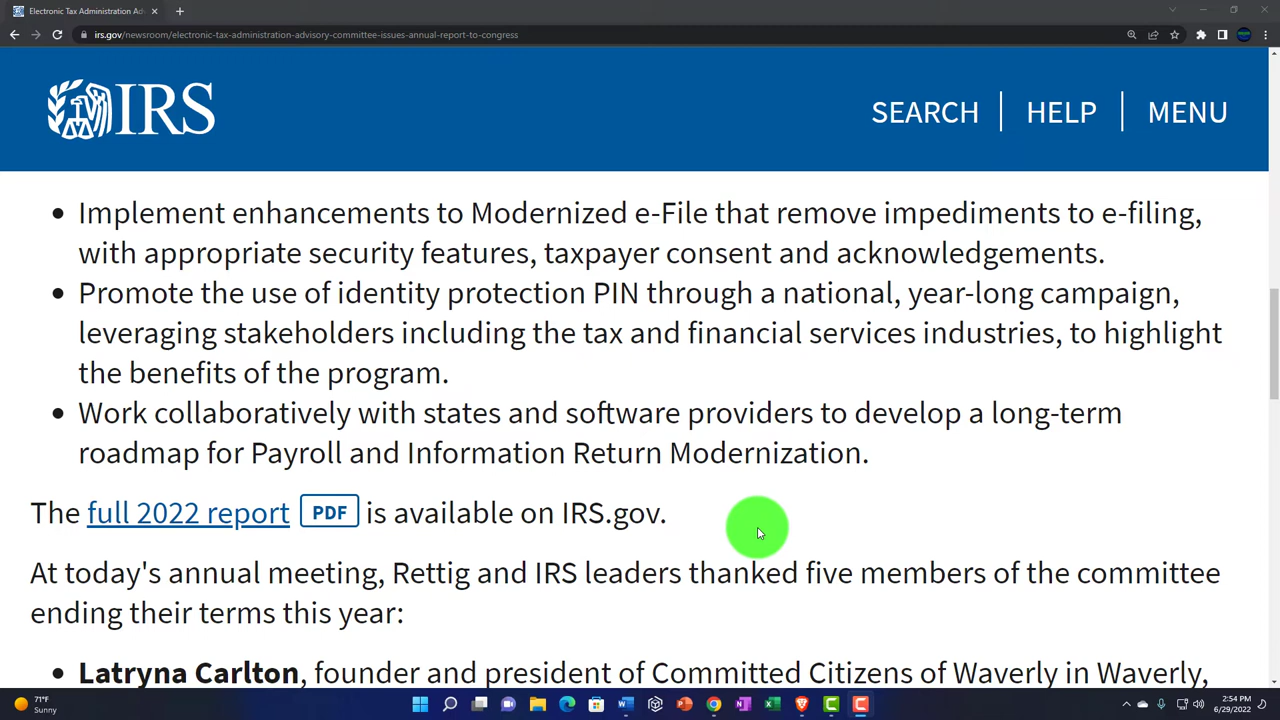 Electronic Tax Administration Ad
irs.gov/newsroom/electronic-tax-administration-advisory-committee-issues-annual-report-to-congress
IRS
SEARCH
HELP
MENU
• Implement enhancements to Modernized e-File that remove impediments to e-filing,
with appropriate security features, taxpayer consent and acknowledgements.
• Promote the use of identity protection PIN through a national, year-long campaign,
leveraging stakeholders including the tax and financial services industries, to highlight
the benefits of the program.
• Work collaboratively with states and software providers to develop a long-term
roadmap for Payroll and Information Return Modernization.
The full 2022 report PDF is available on IRS.gov.
At today's annual meeting, Rettig and IRS leaders thanked five members of the committee
ending their terms this year:
• Latryna Carlton, founder and president of Committed Citizens of Waverly in Waverly,
71°F
Sunny
2:54 PM
6/29/2022